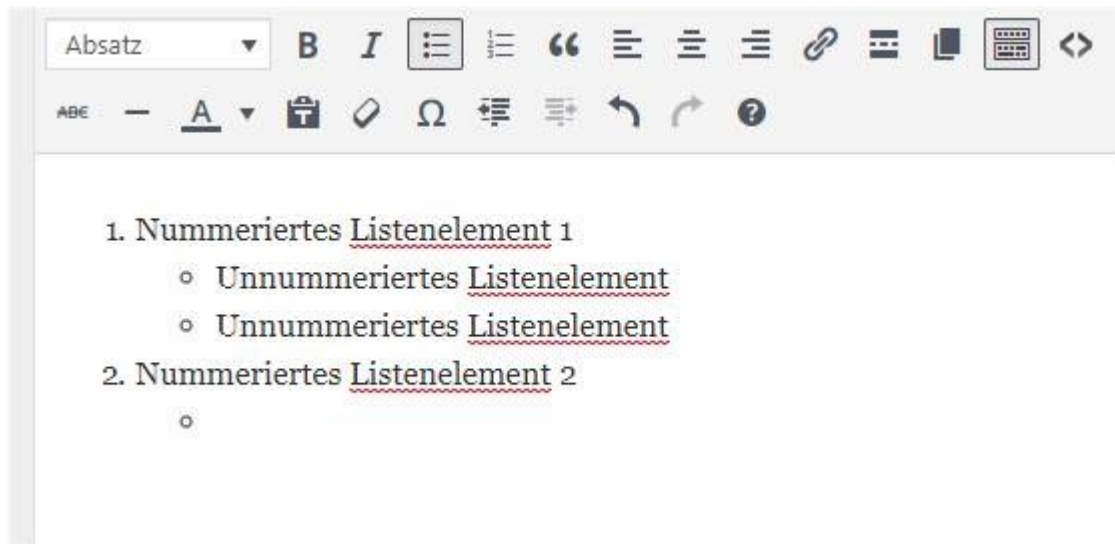 Absatz
ABC
1. Nummeriertes Listenelement 1
Unnummeriertes Listenelement
Unnummeriertes Listenelement
2. Nummeriertes Listenelement 2